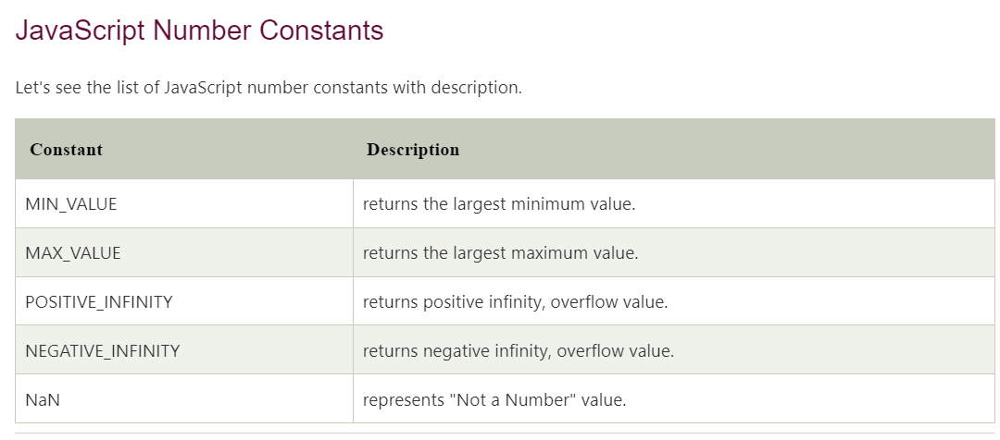 JavaScript Number Constants
Let's see the list of JavaScript number constants with description.
Constant Description
MIN_VALUE returns the largest minimum value.
MAX_VALUE returns the largest maximum value.
POSITIVE_INFINITY returns positive infinity, overflow value.
NEGATIVE_INFINITY returns negative infinity, overflow value.
NaN represents "Not a Number" value.